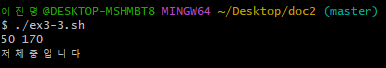 이진명@DESKTOP-MSHMBT8 MINGW64 ~/Desktop/doc2 (master)
$ ./ex3-3.sh
50 170
저체중입니다